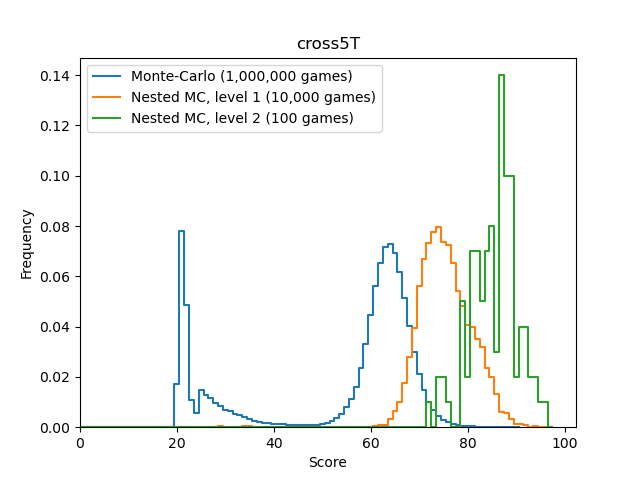 cross5T
Monte-Carlo (1,000,000 games)
Nested MC, level 1 (10,000 games)
Nested MC, level 2 (100 games)
Frequency
0.14
0.12
0.10
0.08
0.06
0.04
0.02
0.00
0 20 40 60 80 100
Score